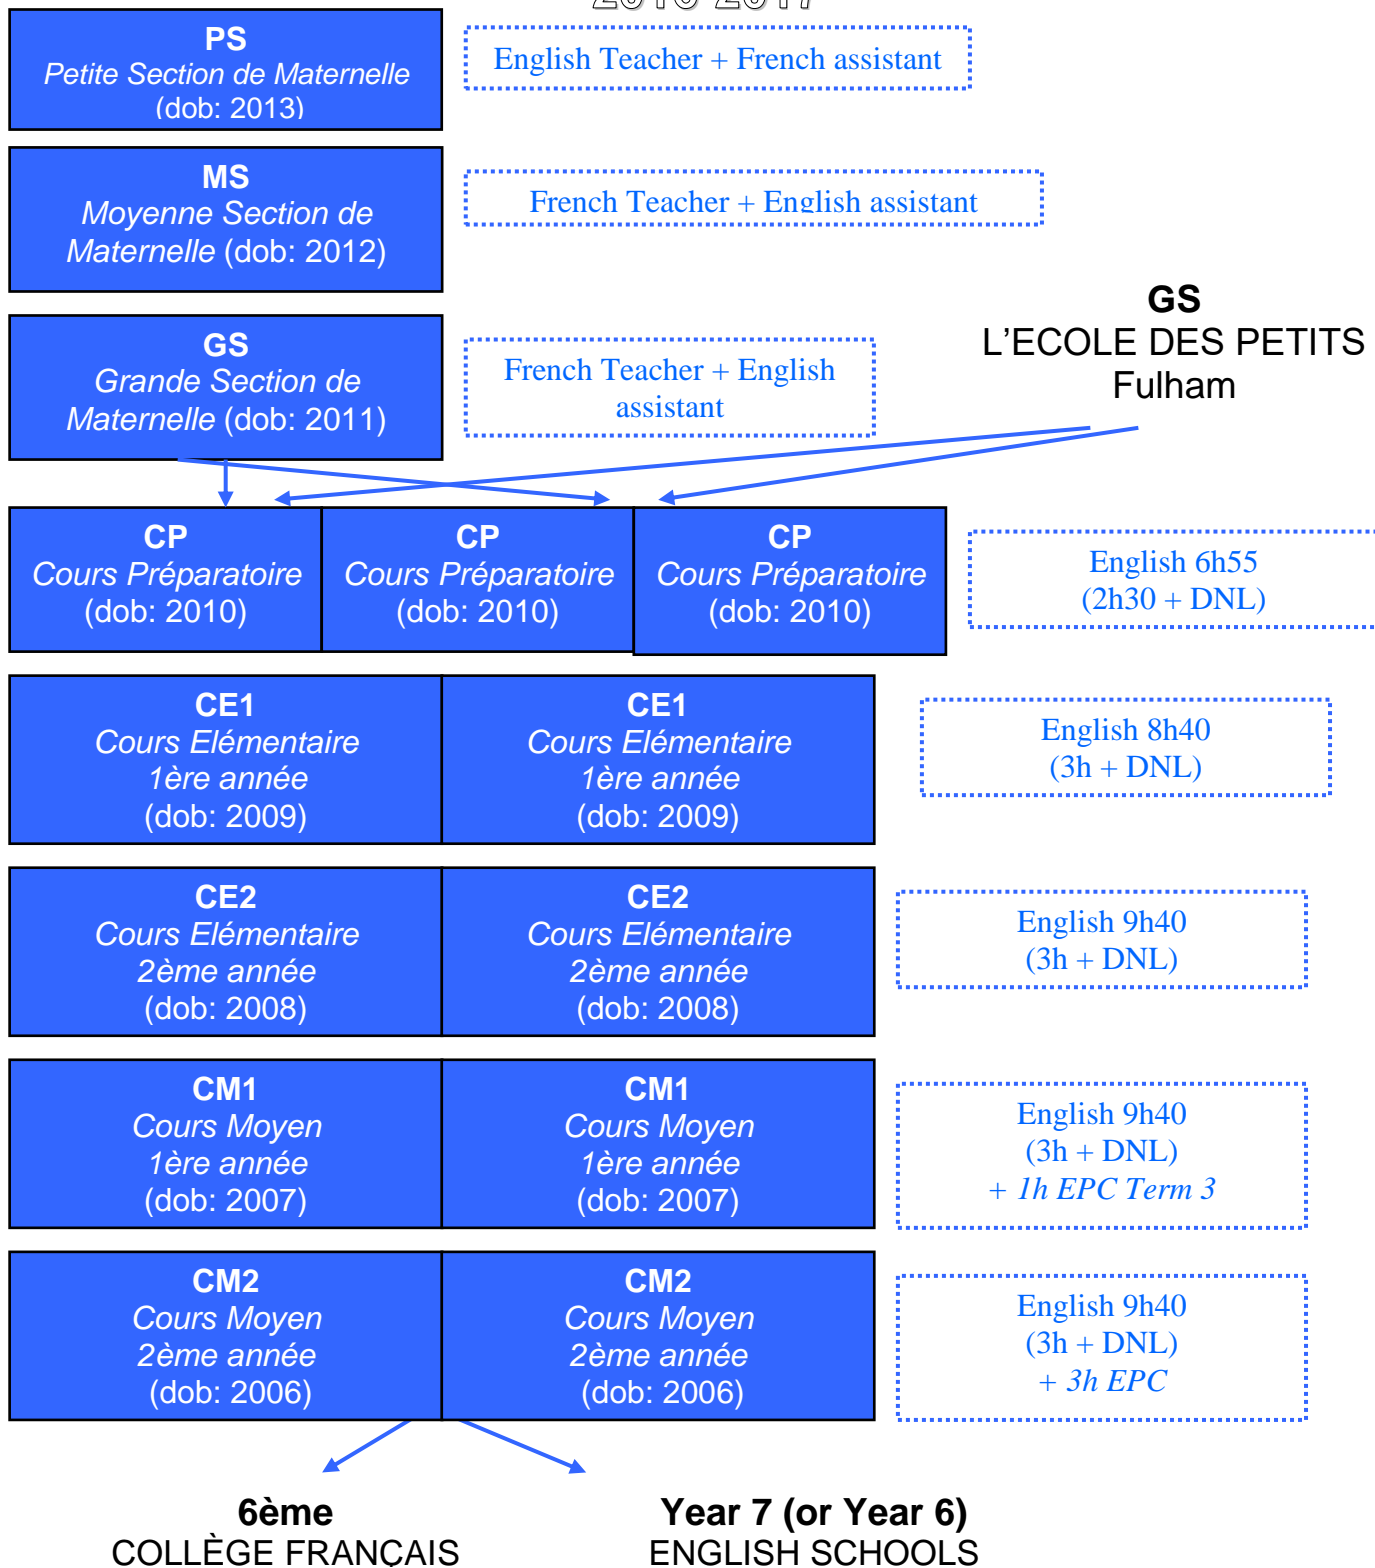 2016-2017
PS
Petite Section de Maternelle
(dob: 2013)
English Teacher + French assistant
MS
Moyenne Section de
Maternelle (dob: 2012)
French Teacher + English assistant
GS
Grande Section de
Maternelle (dob: 2011)
French Teacher + English
assistant
GS
L'ECOLE DES PETITS
Fulham
CP
Cours Préparatoire
(dob: 2010)
CP
Cours Préparatoire
(dob: 2010)
CP
Cours Préparatoire
(dob: 2010)
English 6h55
(2h30 + DNL)
CE1
Cours Elémentaire
1ère année
(dob: 2009)
CE1
Cours Elémentaire
1ère année
(dob: 2009)
English 8h40
(3h + DNL)
CE2
Cours Elémentaire
2ème année
(dob: 2008)
CE2
Cours Elémentaire
2ème année
(dob: 2008)
English 9h40
(3h + DNL)
CM1
Cours Moyen
1ère année
(dob: 2007)
CM1
Cours Moyen
1ère année
(dob: 2007)
English 9h40
(3h + DNL)
+ 1h EPC Term 3
CM2
Cours Moyen
2ème année
(dob: 2006)
CM2
Cours Moyen
2ème année
(dob: 2006)
English 9h40
(3h + DNL)
+ 3h EPC
6ème
COLLÈGE FRANÇAIS
Year 7 (or Year 6)
ENGLISH SCHOOLS